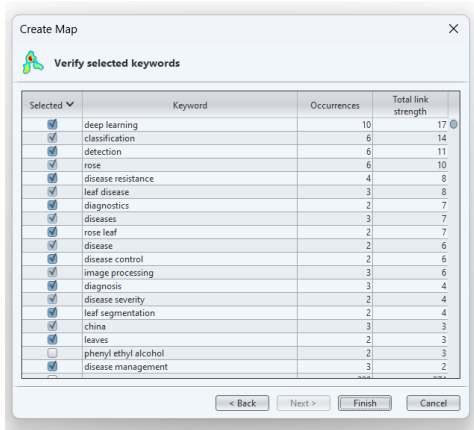 Create Map
Verify selected keywords
Selected Keyword Occurrences Total link strength
deep learning 10 17
classification 6 14
detection 6 11
rose 6 10
disease resistance 4 8
leaf disease 3 8
diagnostics 2 7
diseases 3 7
rose leaf 2 7
disease 2 6
disease control 2 6
image processing 3 6
diagnosis 3 4
disease severity 2 4
leaf segmentation 2 4
china 3 3
leaves 2 3
phenyl ethyl alcohol 2 3
disease management 3 2
< Back Next > Finish Cancel